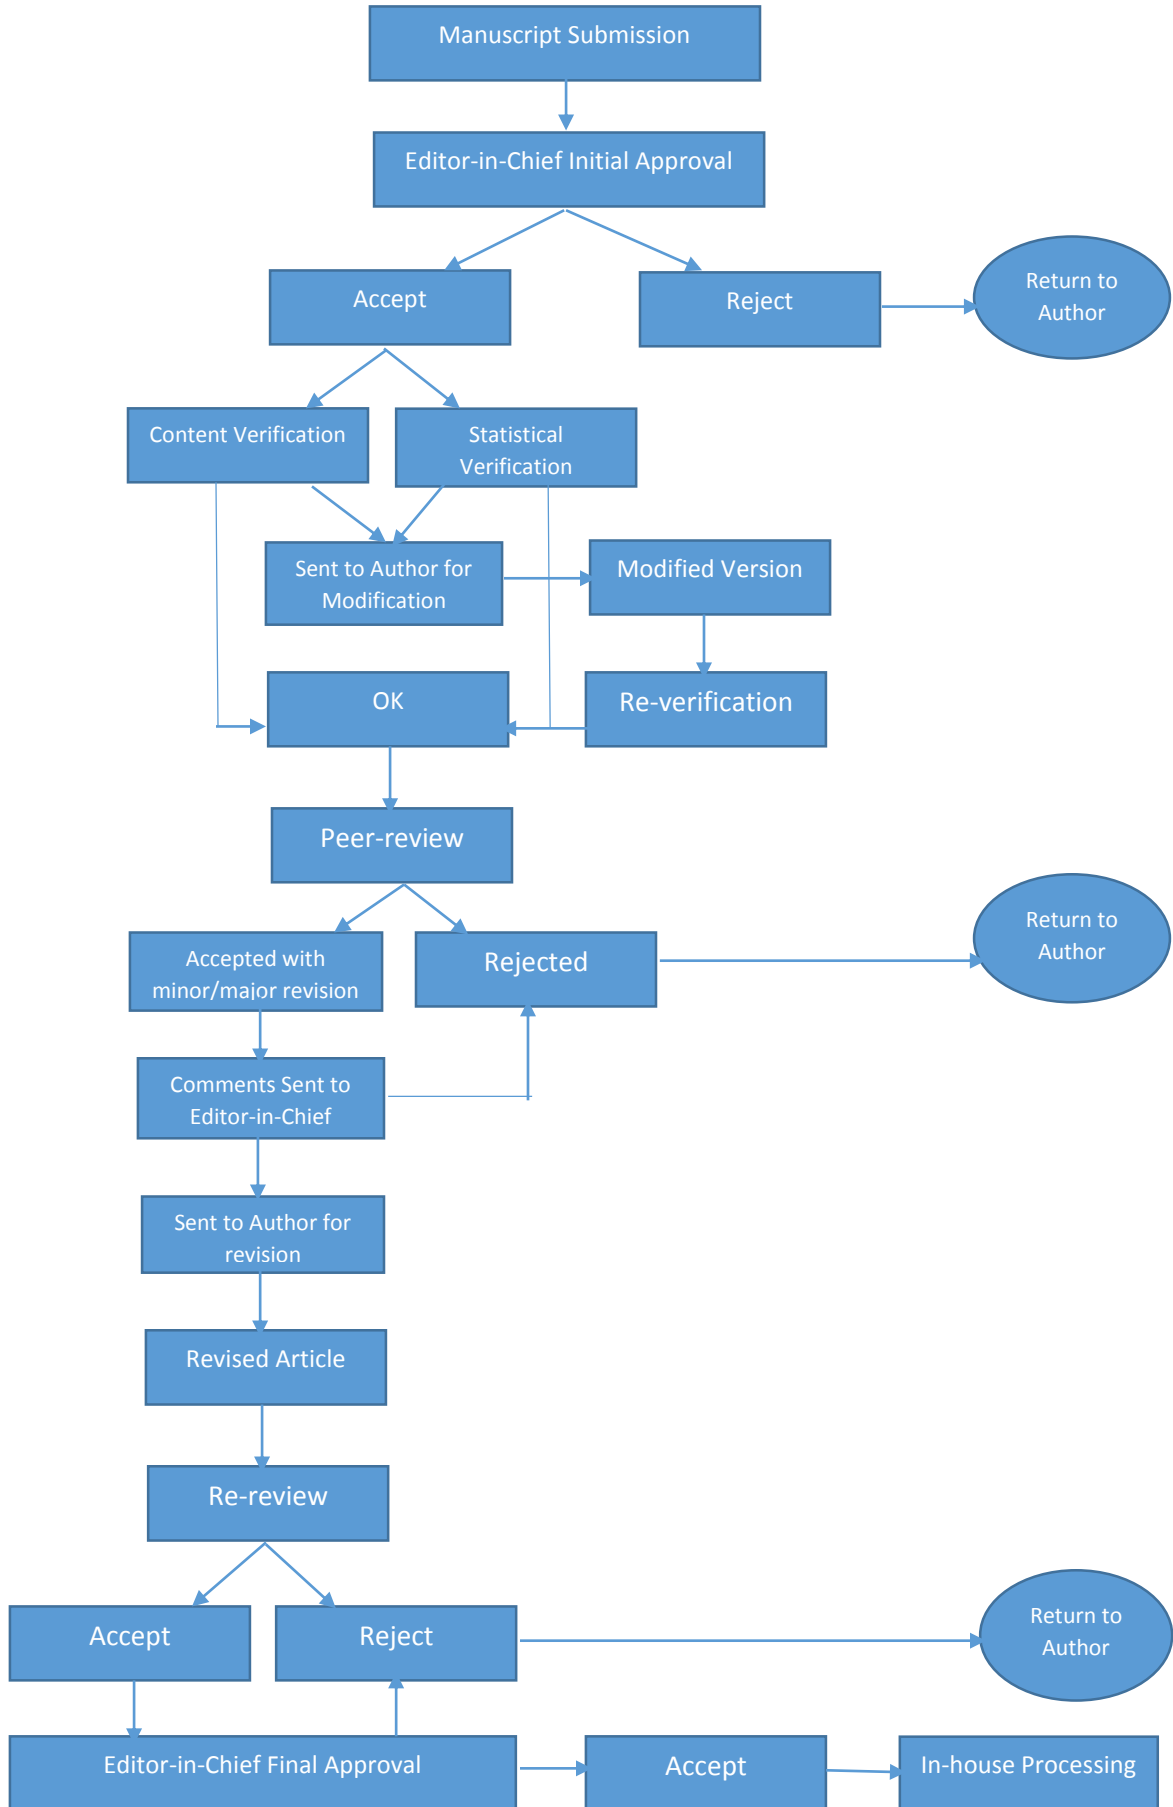 Manuscript Submission
Editor-in-Chief Initial Approval
Accept
Reject
Return to
Author
Content Verification
Statistical
Verification
Sent to Author for
Modification
Modified Version
OK
Re-verification
Peer-review
Accepted with
minor/major revision
Rejected
Return to
Author
Comments Sent to
Editor-in-Chief
Sent to Author for
revision
Revised Article
Re-review
Accept
Reject
Return to
Author
Editor-in-Chief Final Approval
Accept
In-house Processing